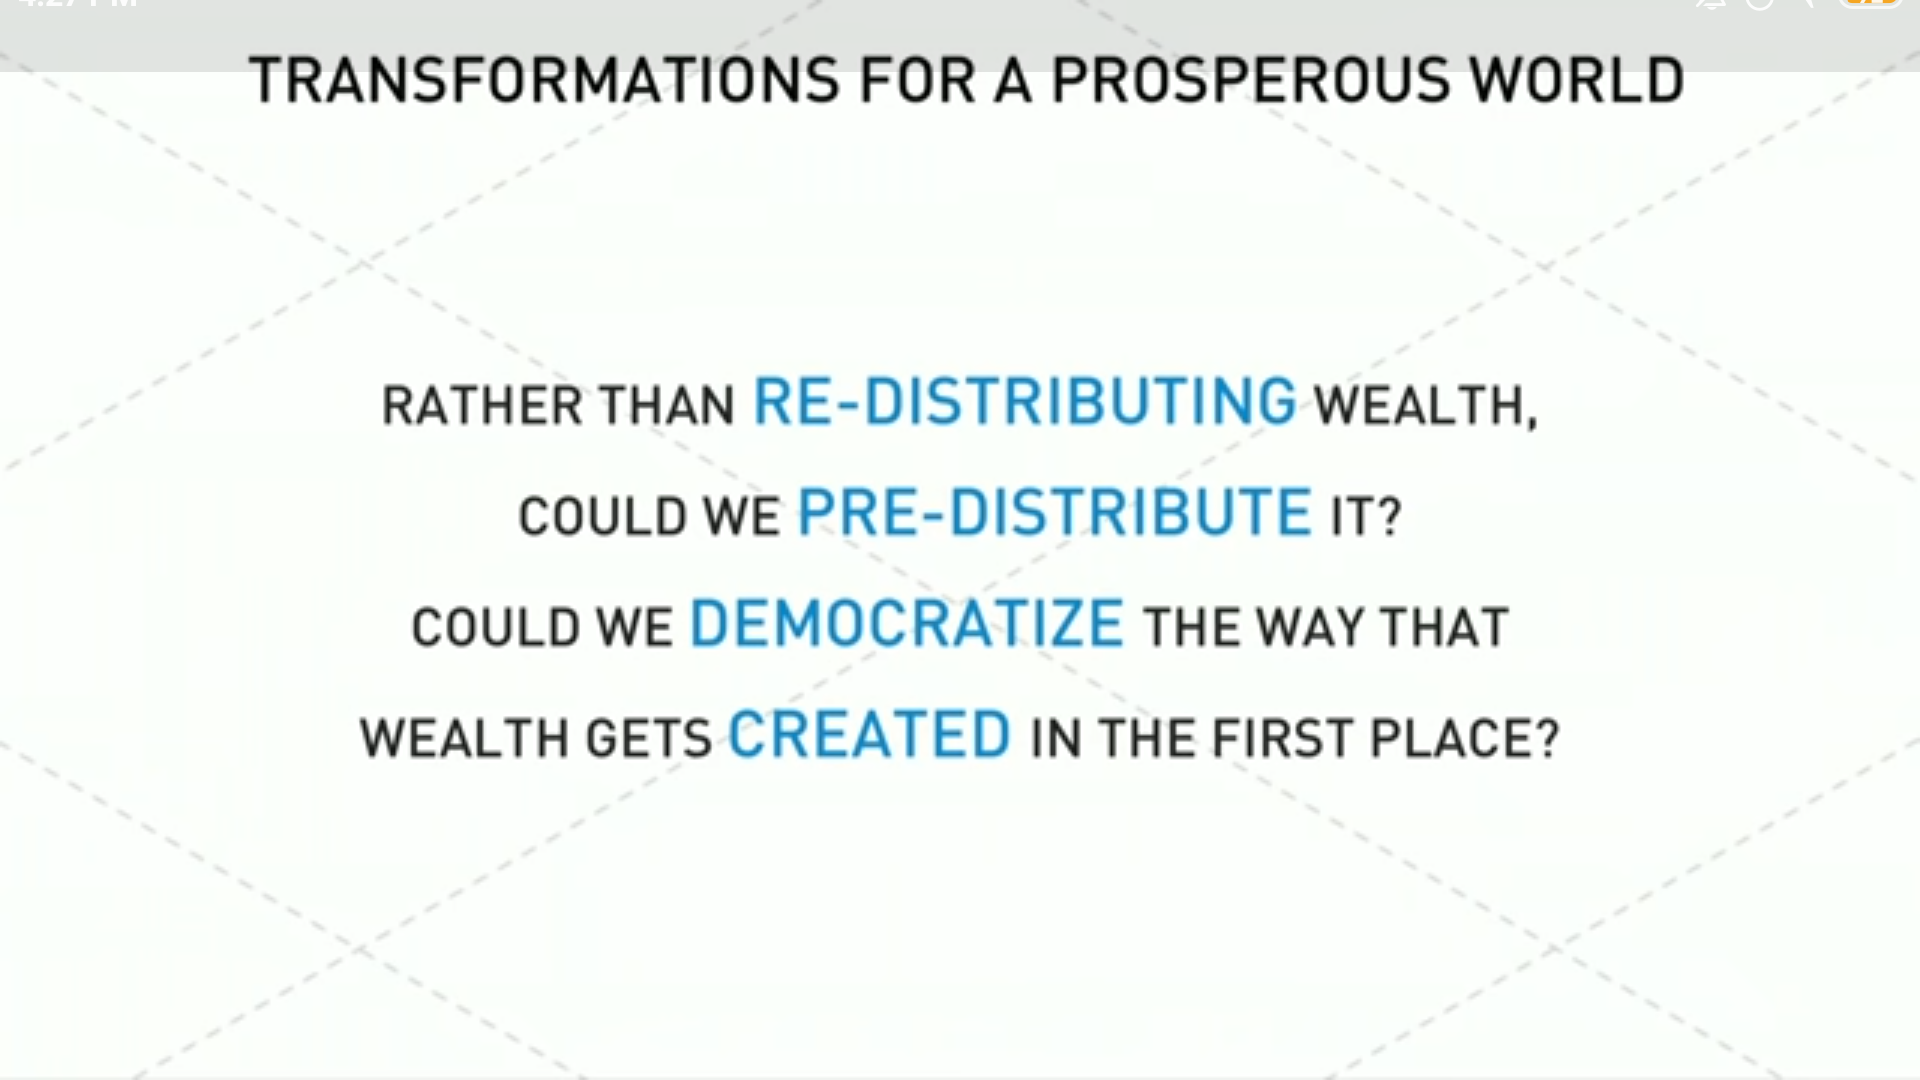 TRANSFORMATIONS FOR A PROSPEROUS WORLD
RATHER THAN RE-DISTRIBUTING WEALTH,
COULD WE PRE-DISTRIBUTE IT?
COULD WE DEMOCRATIZE THE WAY THAT
WEALTH GETS CREATED IN THE FIRST PLACE?